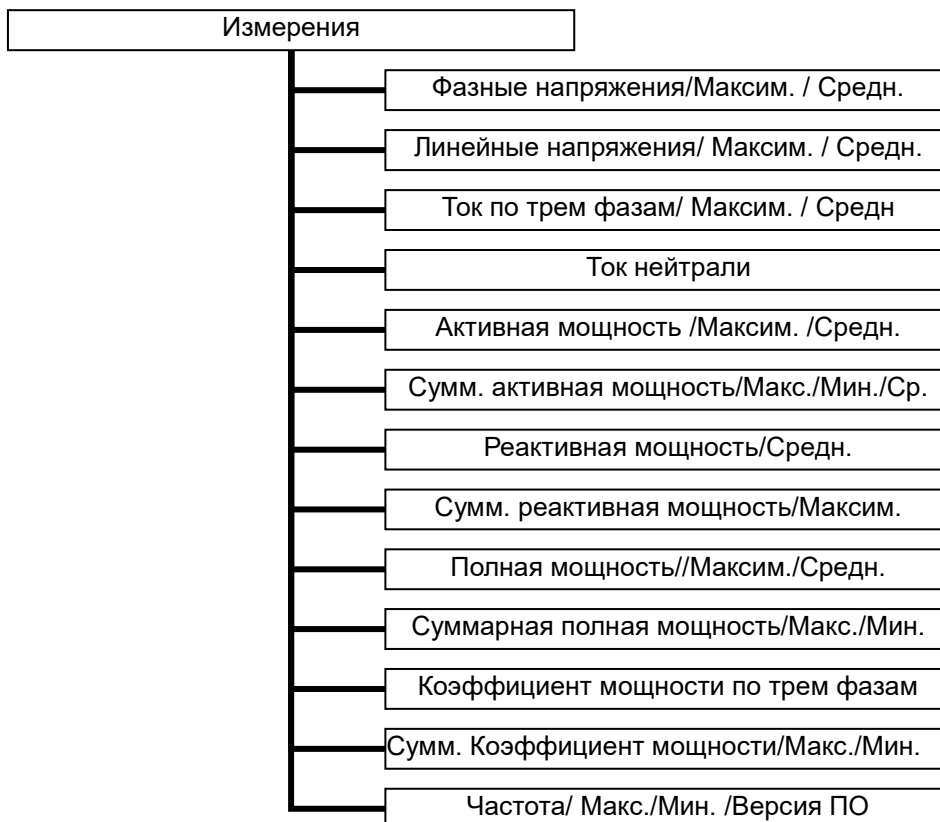 Измерения
Фазные напряжения/Максим. / Средн.
Линейные напряжения/ Максим. / Средн.
Ток по трем фазам/ Максим. / Средн
Ток нейтрали
Активная мощность /Максим. /Средн.
Сумм. активная мощность/Макс./Мин./Ср.
Реактивная мощность/Средн.
Сумм. реактивная мощность/Максим.
Полная мощность//Максим./Средн.
Суммарная полная мощность/Макс./Мин.
Коэффициент мощности по трем фазам
Сумм. Коэффициент мощности/Макс./Мин.
Частота/ Макс./Мин. /Версия ПО